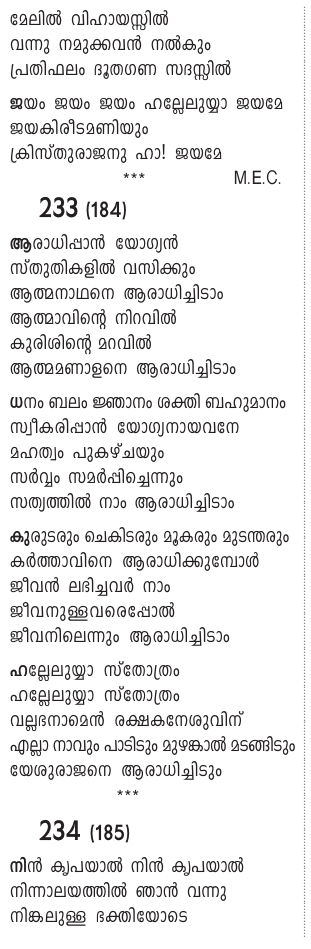 മേലിൽ വിഹായസ്സിൽ
വന്നു നമുക്കവൻ നൽകും
പ്രതിഫലം ദൂതഗണ സദസ്സിൽ
ജയം ജയം ജയം ഹല്ലേലുയ്യാ ജയമേ
ജയകിരീടമണിയും
ക്രിസ്തുരാജനു ഹാ! ജയമേ
*** M.E.C.
233 (184)
ആരാധിപ്പാൻ യോഗ്യൻ
സ്തുതികളിൽ വസിക്കും
ആത്മനാഥനെ ആരാധിച്ചിടാം
ആത്മാവിന്റെ നിറവിൽ
കുരിശിന്റെ മറവിൽ
ആത്മമണാളനെ ആരാധിച്ചിടാം
ധനം ബലം ജ്ഞാനം ശക്തി ബഹുമാനം
സ്വീകരിപ്പാൻ യോഗ്യനായവനേ
മഹത്വം പുകഴ്ചയും
സർവ്വം സമർപ്പിച്ചെന്നും
സത്യത്തിൽ നാം ആരാധിച്ചിടാം
കുരുടരും ചെകിടരും മൂകരും മുടന്തരും
കർത്താവിനെ ആരാധിക്കുമ്പോൾ
ജീവൻ ലഭിച്ചവർ നാം
ജീവനുള്ളവരെപ്പോൽ
ജീവനിലെന്നും ആരാധിച്ചിടാം
ഹല്ലേലുയ്യാ സ്തോത്രം
ഹല്ലേലുയ്യാ സ്തോത്രം
വല്ലഭനാമെൻ രക്ഷകനേശുവിന്
എല്ലാ നാവും പാടിടും മുഴങ്കാൽ മടങ്ങിടും
യേശുരാജനെ ആരാധിച്ചിടും
***
234 (185)
നിൻ കൃപയാൽ നിൻ കൃപയാൽ
നിന്നാലയത്തിൽ ഞാൻ വന്നു
നിങ്കലുള്ള ഭക്തിയോടെ